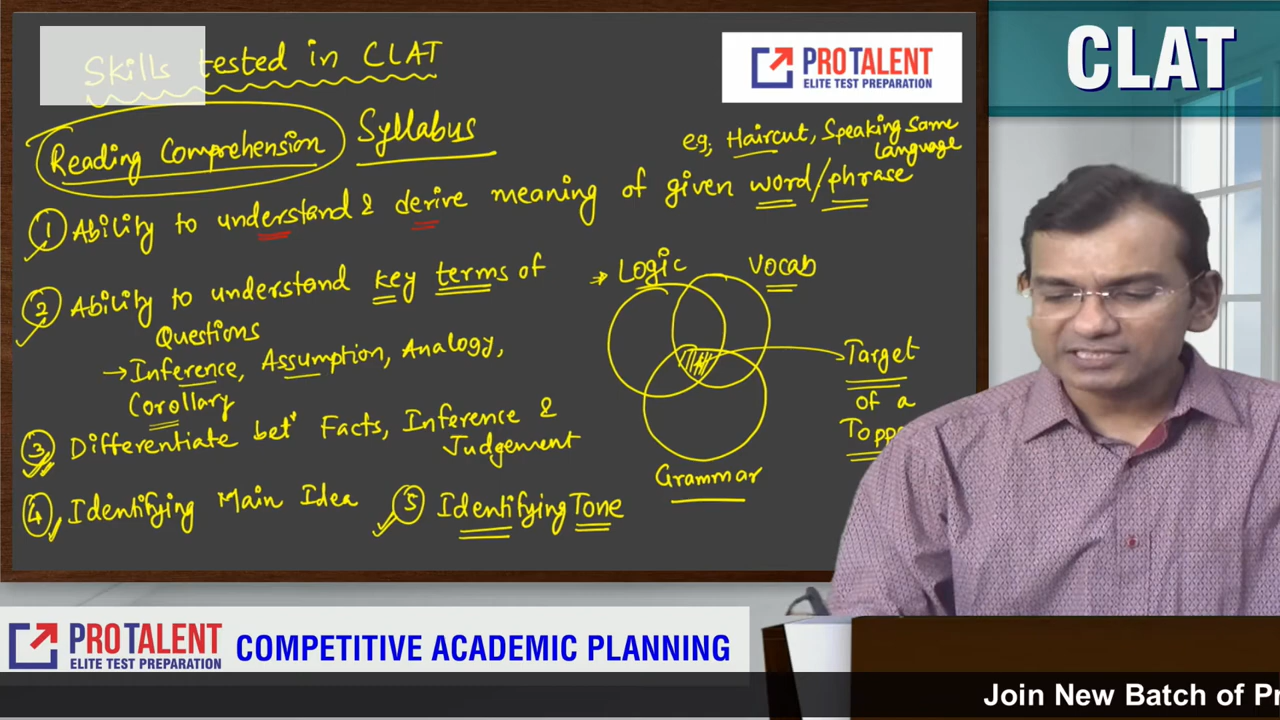 Skills tested in CLAT
Reading Comprehension Syllabus
e.g; Haircut, Speaking Same
language
① Ability to understand & derive meaning of given word/phrase
② Ability to understand key terms of
Questions
→ Inference, Assumption, Analogy,
Corollary
③ Differentiate betⁿ Facts, Inference &
Judgement
④ Identifying Main Idea ⑤ Identifying Tone
→ Logic Vocab
Grammar
Target
of a
PROTALENT
ELITE TEST PREPARATION
CLAT
PROTALENT
ELITE TEST PREPARATION
COMPETITIVE ACADEMIC PLANNING
Join New Batch of